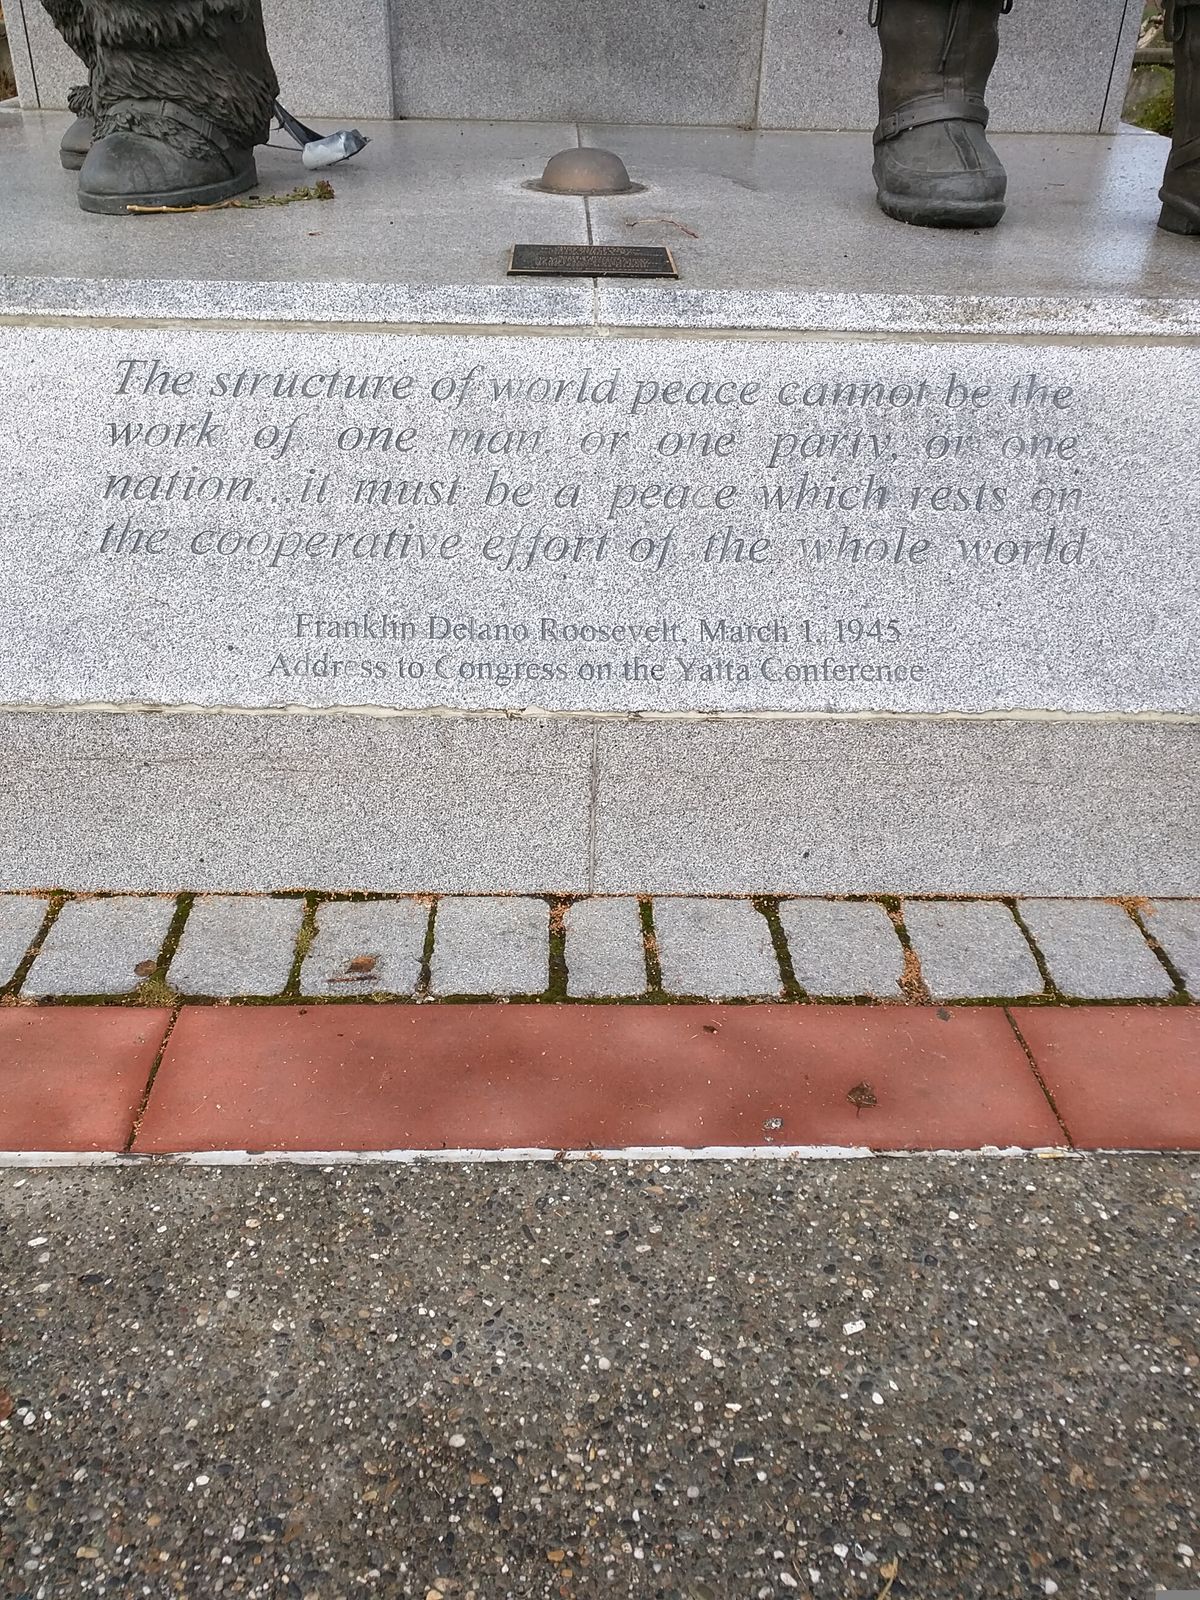 The structure of world peace cannot be the
work of one man, or one party, or one
nation...it must be a peace which rests on
the cooperative effort of the whole world.
Franklin Delano Roosevelt, March 1, 1945
Address to Congress on the Yalta Conference